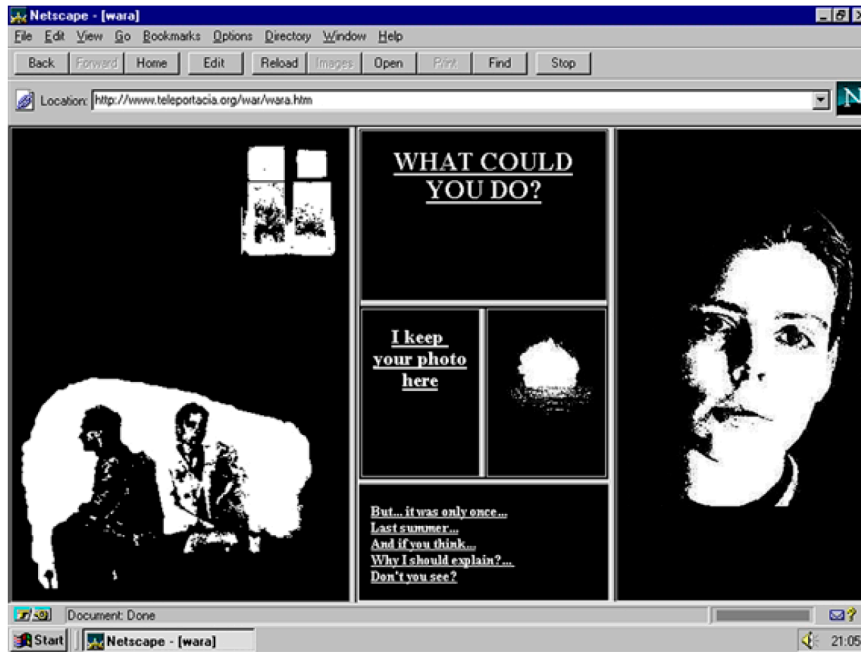 Netscape - [wara]
File Edit View Go Bookmarks Options Directory Window Help
Back Forward Home Edit Reload Images Open Print Find Stop
Location: http://www.teleportacia.org/war/wara.htm
N
WHAT COULD
YOU DO?
I keep
your photo
here
But... it was only once...
Last summer...
And if you think...
Why I should explain?...
Don't you see?
Document: Done
Start Netscape - [wara] 21:05